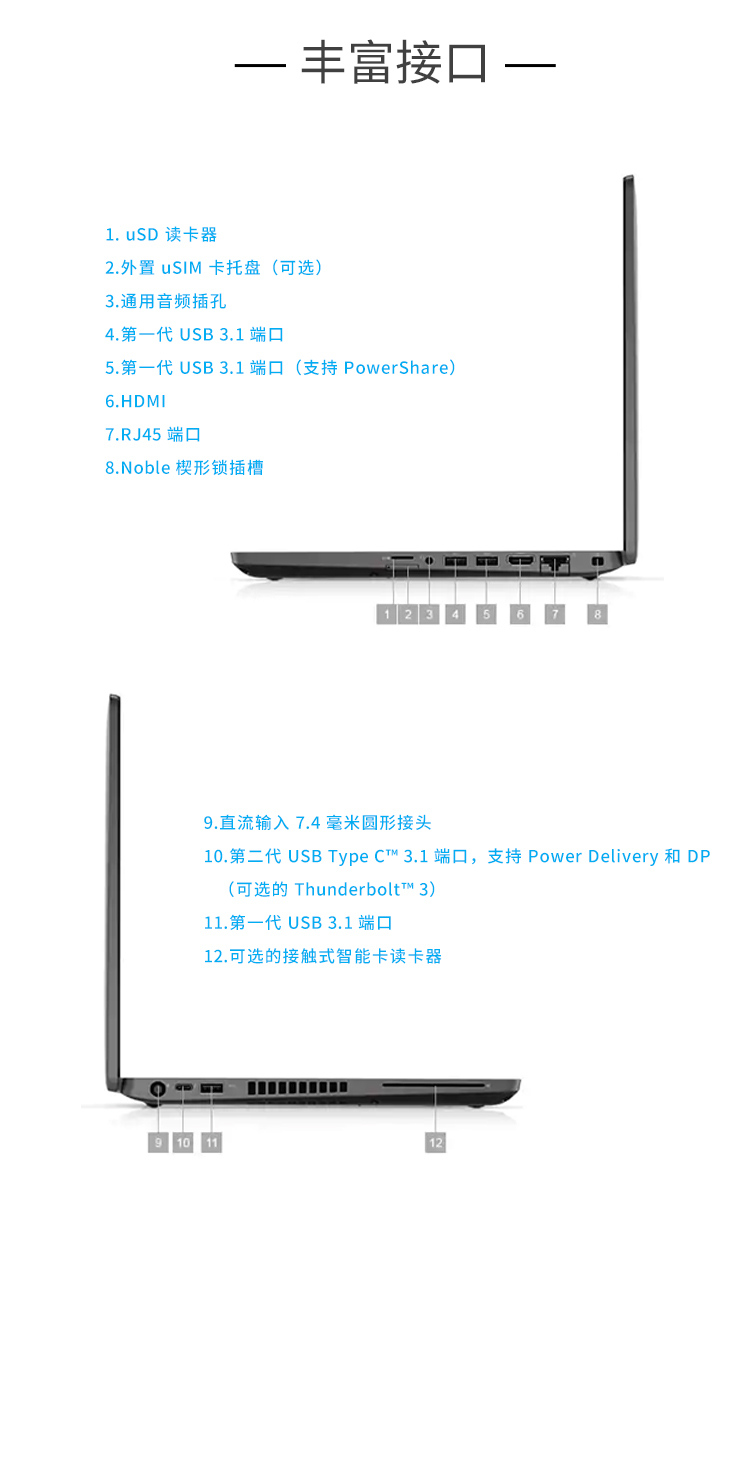 丰富接口
1. uSD 读卡器
2.外置 uSIM 卡托盘（可选）
3.通用音频插孔
4.第一代 USB 3.1 端口
5.第一代 USB 3.1 端口（支持 PowerShare）
6.HDMI
7.RJ45 端口
8.Noble 楔形锁插槽
1 2 3 4 5 6 7 8
9.直流输入 7.4 毫米圆形接头
10.第二代 USB Type C™ 3.1 端口，支持 Power Delivery 和 DP
（可选的 Thunderbolt™ 3）
11.第一代 USB 3.1 端口
12.可选的接触式智能卡读卡器
9 10 11 12